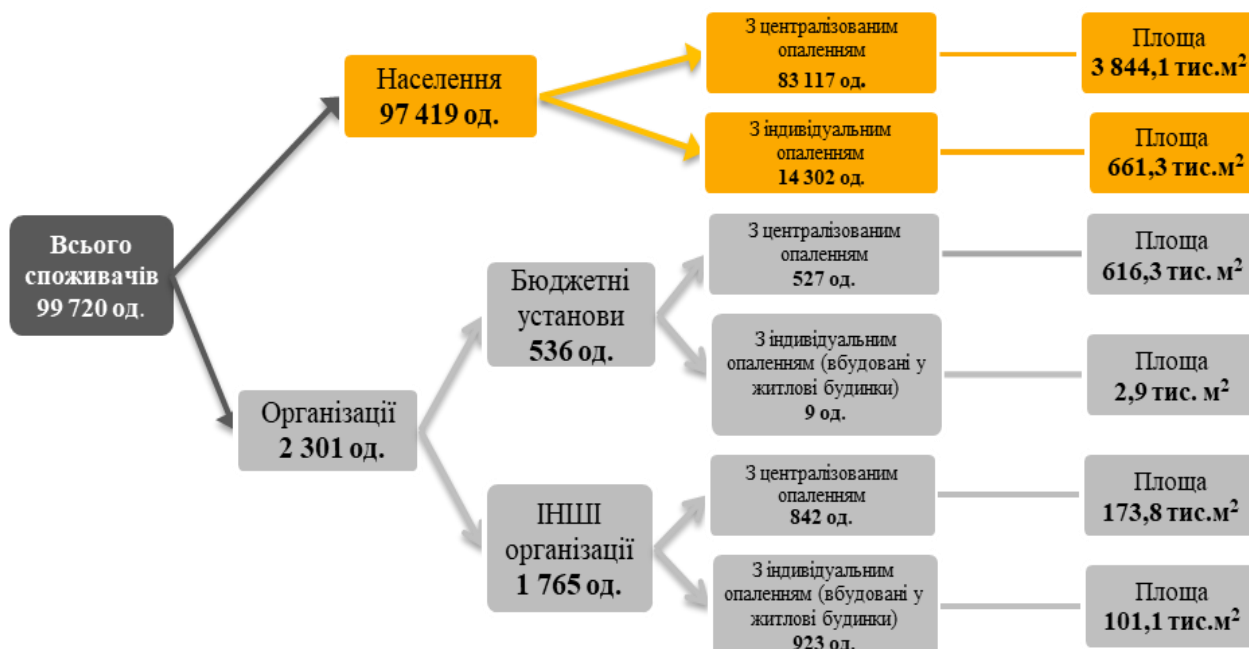 Всього
споживачів
99 720 од.
Населення
97 419 од.
З централізованим
опаленням
83 117 од.
Площа
3 844,1 тис.м²
З індивідуальним
опаленням
14 302 од.
Площа
661,3 тис.м²
Організації
2 301 од.
Бюджетні
установи
536 од.
З централізованим
опаленням
527 од.
Площа
616,3 тис. м²
З індивідуальним
опаленням (вбудовані у
житлові будинки)
9 од.
Площа
2,9 тис. м²
ІНШІ
організації
1 765 од.
З централізованим
опаленням
842 од.
Площа
173,8 тис.м²
З індивідуальним
опаленням (вбудовані у
житлові будинки)
923 од.
Площа
101,1 тис.м²